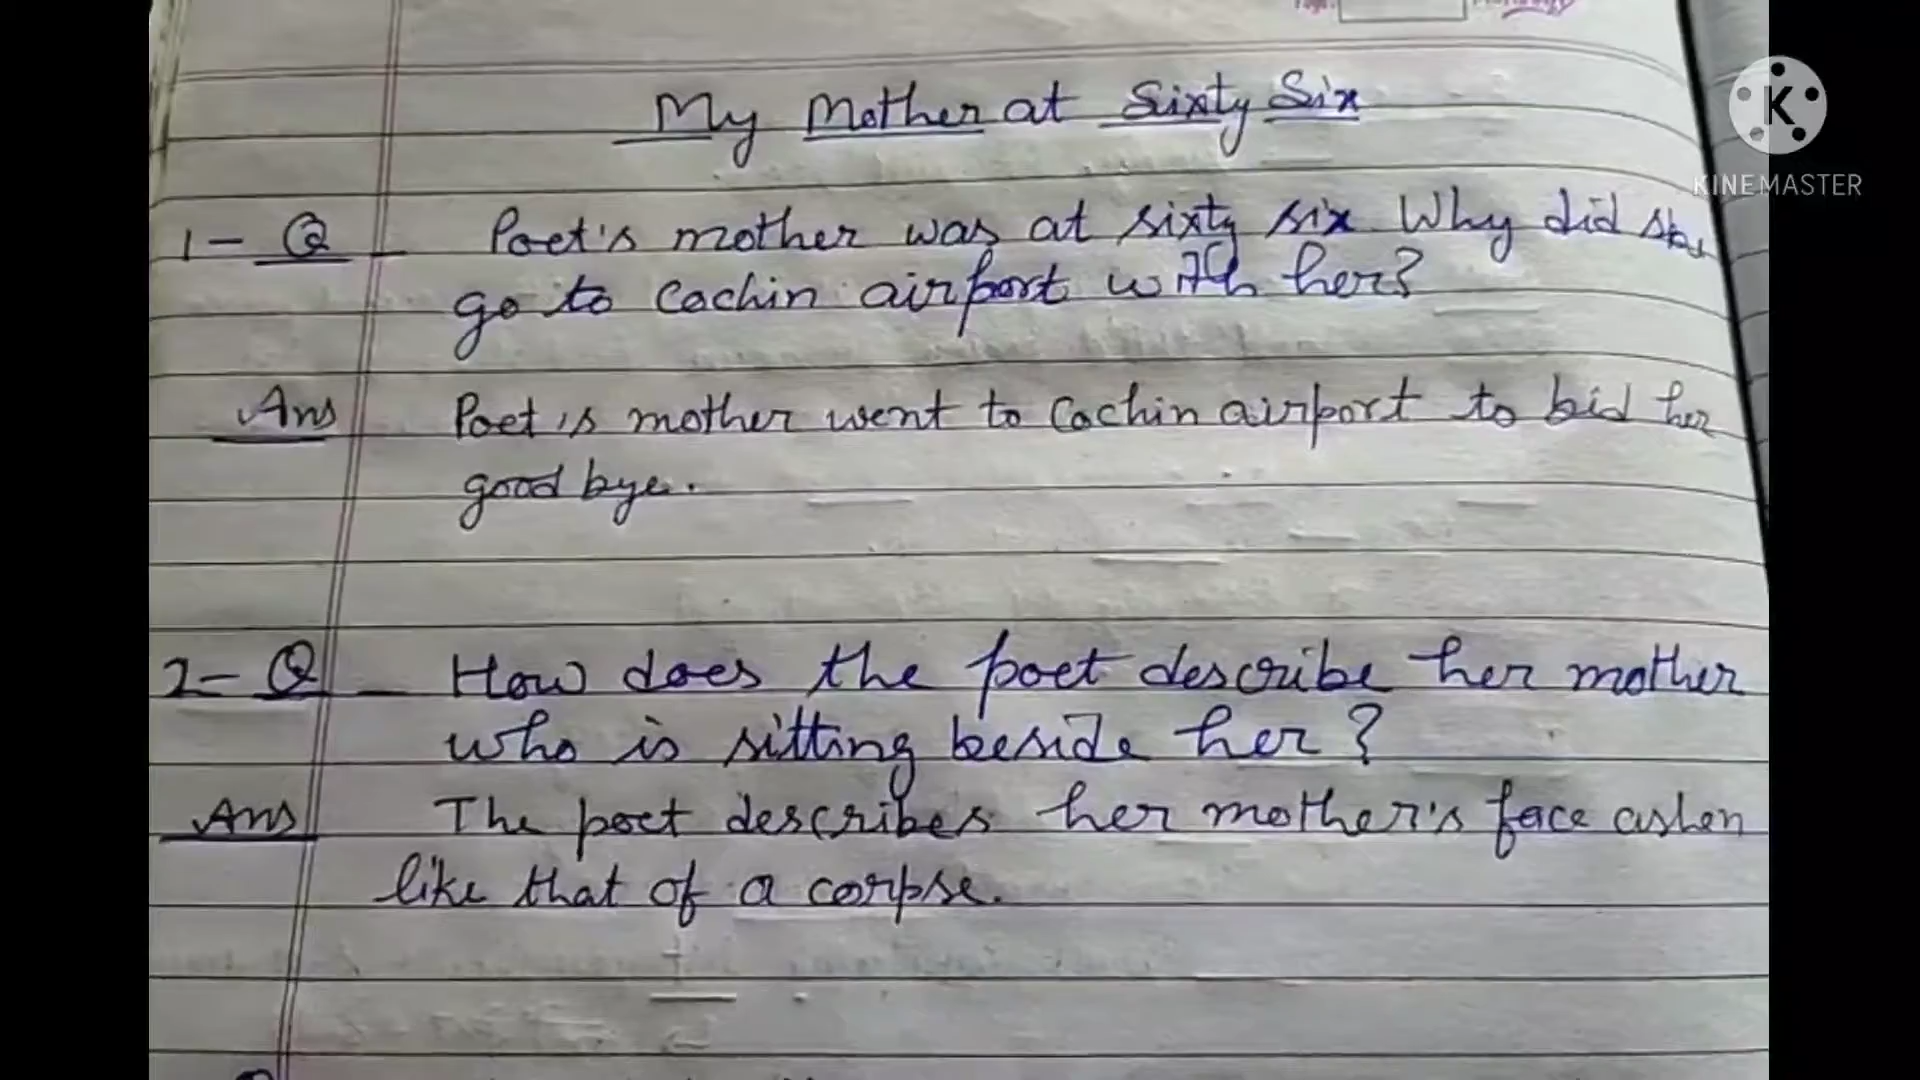 My Mother at Sixty Six
1- Q - Poet's mother was at sixty six Why did she
go to Cochin airport with her?
Ans Poet's mother went to Cochin airport to bid her
good bye.
2- Q - How does the poet describe her mother
who is sitting beside her?
Ans The poet describes her mother's face ashen
like that of a corpse.
KINEMASTER